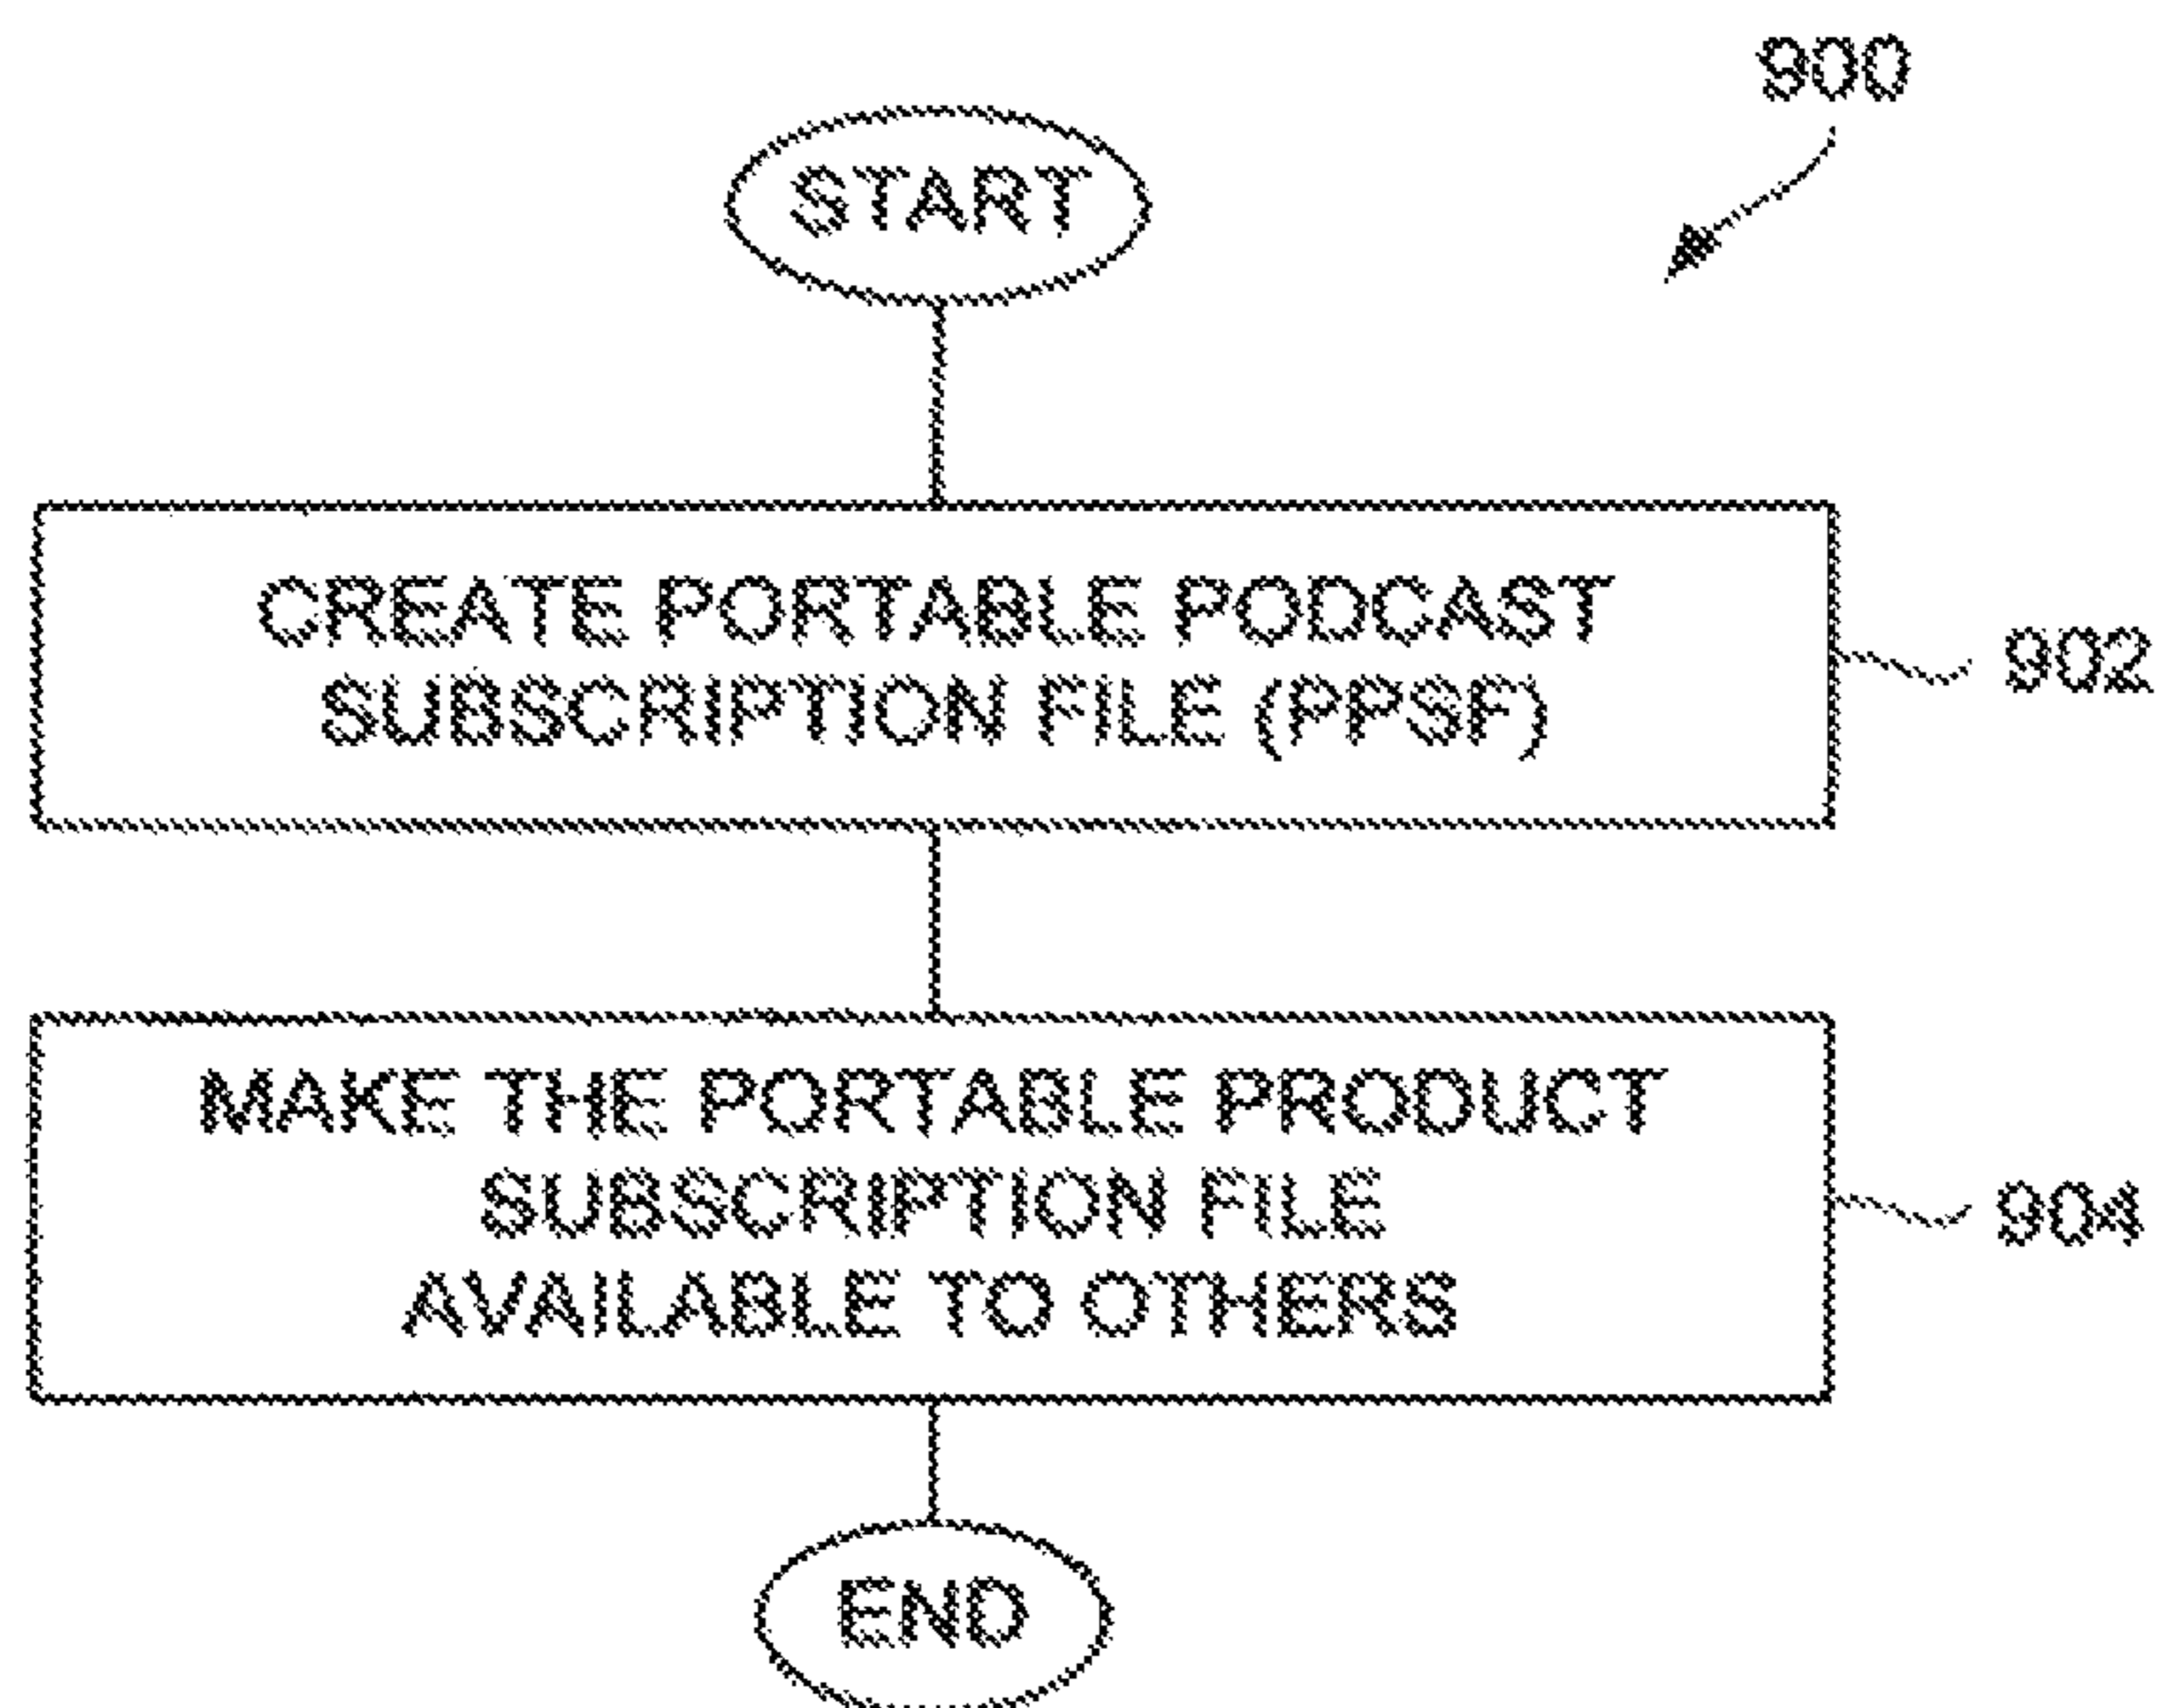 900
START
CREATE PORTABLE PODCAST
SUBSCRIPTION FILE (PPSF)
902
MAKE THE PORTABLE PRODUCT
SUBSCRIPTION FILE
AVAILABLE TO OTHERS
904
END